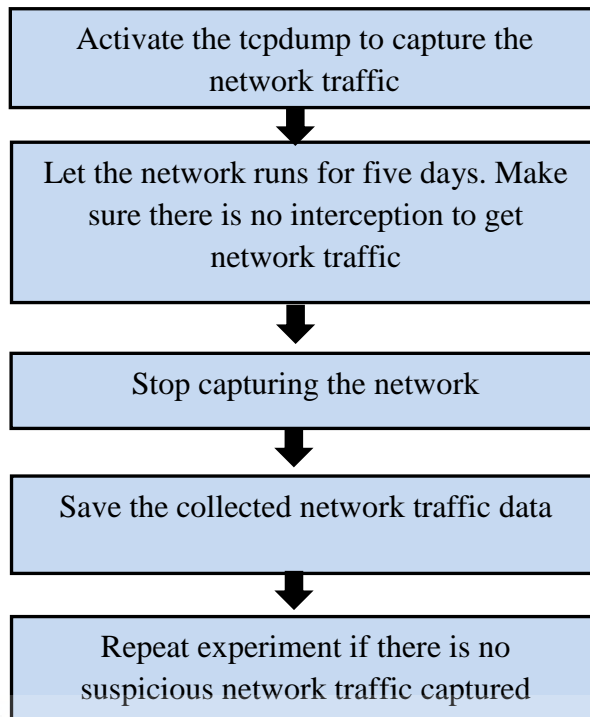 Activate the tcpdump to capture the
network traffic
Let the network runs for five days. Make
sure there is no interception to get
network traffic
Stop capturing the network
Save the collected network traffic data
Repeat experiment if there is no
suspicious network traffic captured